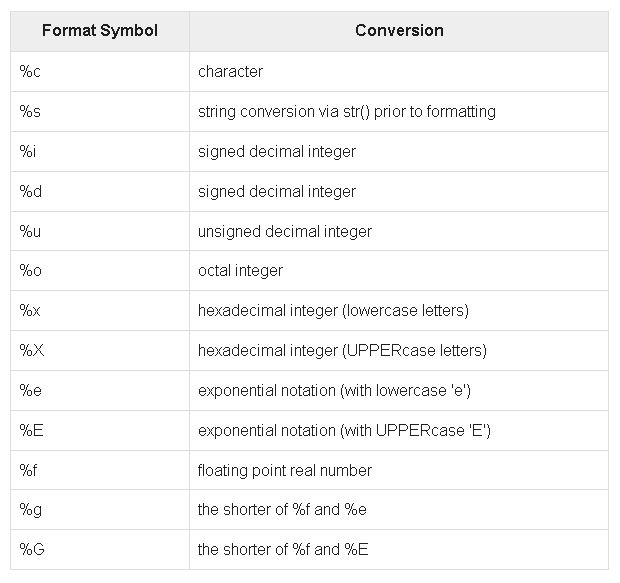 Format Symbol Conversion
%c character
%s string conversion via str() prior to formatting
%i signed decimal integer
%d signed decimal integer
%u unsigned decimal integer
%o octal integer
%x hexadecimal integer (lowercase letters)
%X hexadecimal integer (UPPERcase letters)
%e exponential notation (with lowercase 'e')
%E exponential notation (with UPPERcase 'E')
%f floating point real number
%g the shorter of %f and %e
%G the shorter of %f and %E